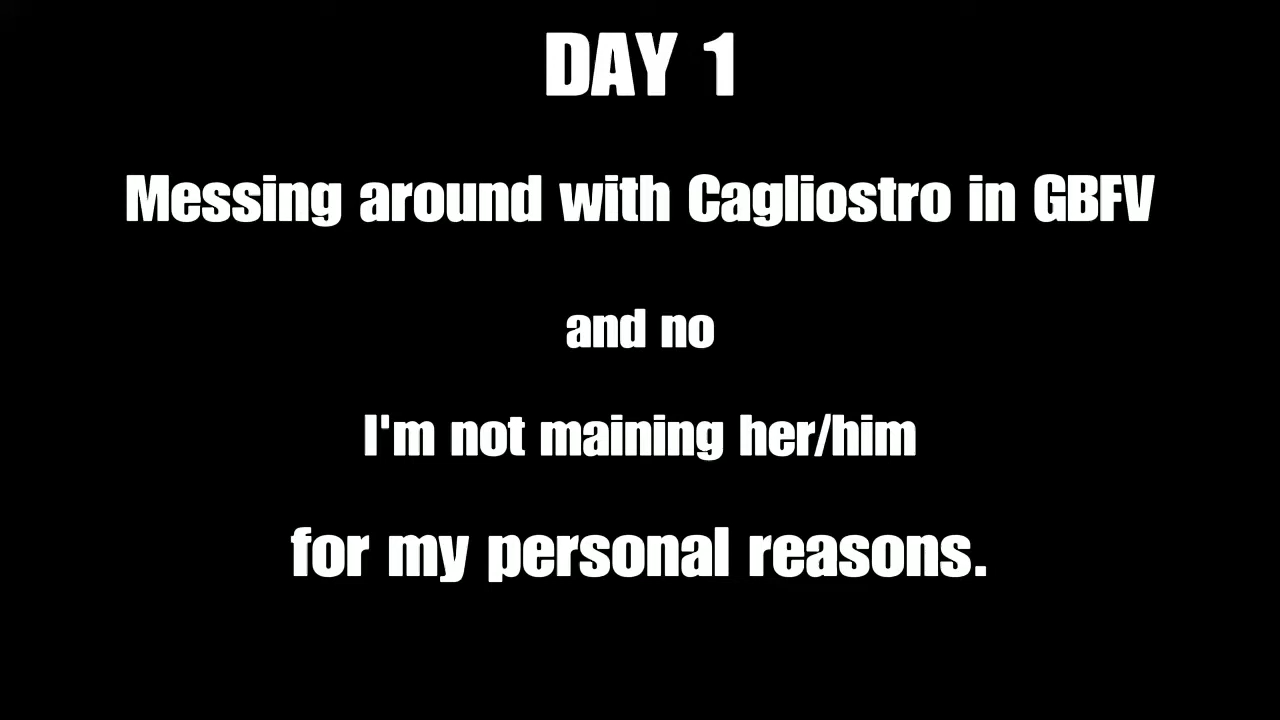 DAY 1
Messing around with Cagliostro in GBFV
and no
I'm not maining her/him
for my personal reasons.